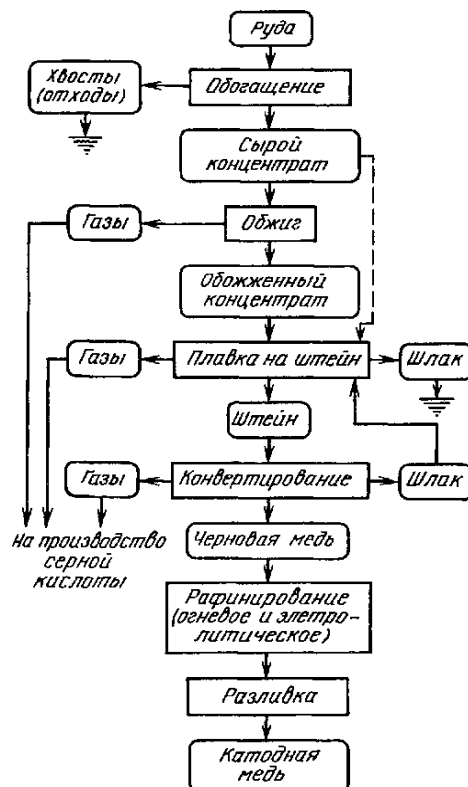 Руда
Хвосты
(отходы)
Обогащение
Сырой
концентрат
Газы
Обжиг
Обожженный
концентрат
Газы
Плавка на штейн
Шлак
Штейн
Газы
Конвертирование
Шлак
На производство
серной
кислоты
Черновая медь
Рафинирование
(огневое и элетро-
литическое)
Разливка
Катодная
медь